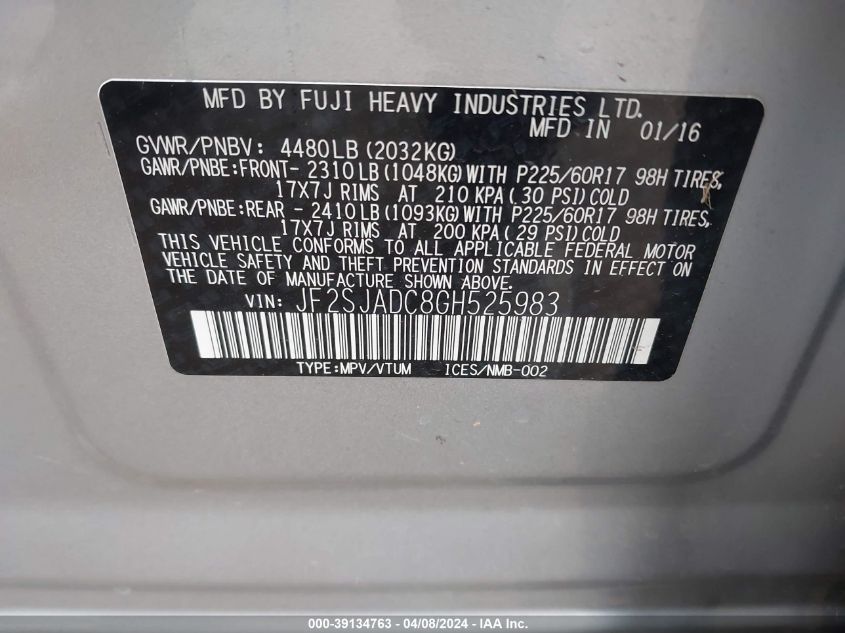 MFD BY FUJI HEAVY INDUSTRIES LTD.
MFD IN 01/16
GVWR/PNBV: 4480LB(2032KG)
GAWR/PNBE:FRONT- 2310LB(1048KG)WITH P225/60R17 98H TIRES,
17X7J RIMS AT 210 KPA( 30 PSI)COLD
GAWR/PNBE:REAR - 2410LB(1093KG)WITH P225/60R17 98H TIRES,
17X7J RIMS AT 200 KPA( 29 PSI)COLD
THIS VEHICLE CONFORMS TO ALL APPLICABLE FEDERAL MOTOR
VEHICLE SAFETY AND THEFT PREVENTION STANDARDS IN EFFECT ON
THE DATE OF MANUFACTURE SHOWN ABOVE.
VIN: JF2SJADC8GH525983
TYPE:MPV/VTUM ICES/NMB-002
000-39134763 - 04/08/2024 - IAA Inc.